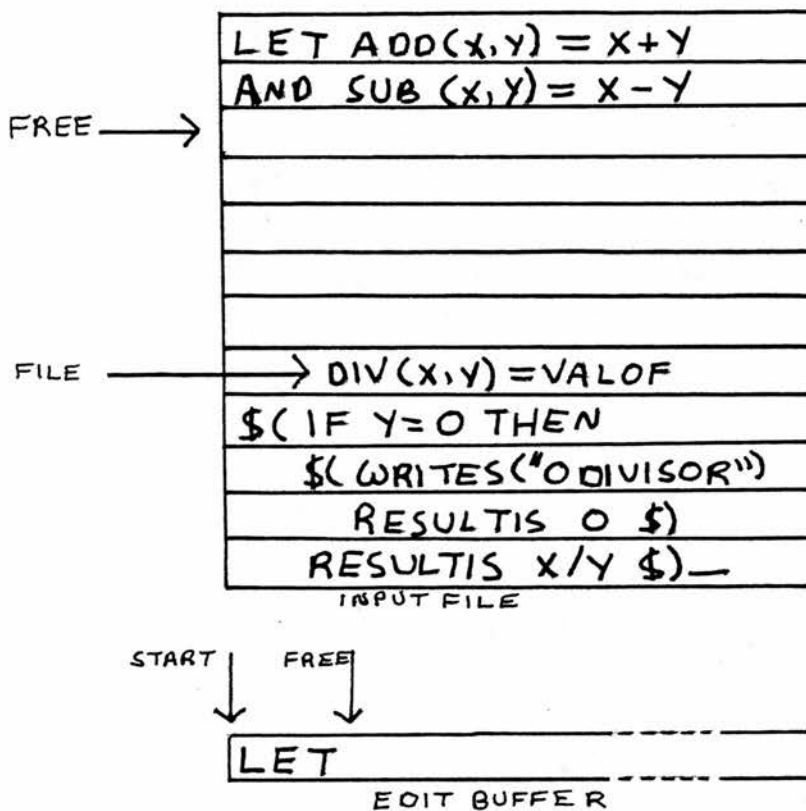 LET ADD(X,Y) = X+Y
AND SUB (X,Y) = X-Y
FREE
FILE
DIV(X,Y) = VALOF
$( IF Y=0 THEN
$( WRITES("0 DIVISOR")
RESULTIS 0 $)
RESULTIS X/Y $)_
INPUT FILE
START FREE
LET
EDIT BUFFER